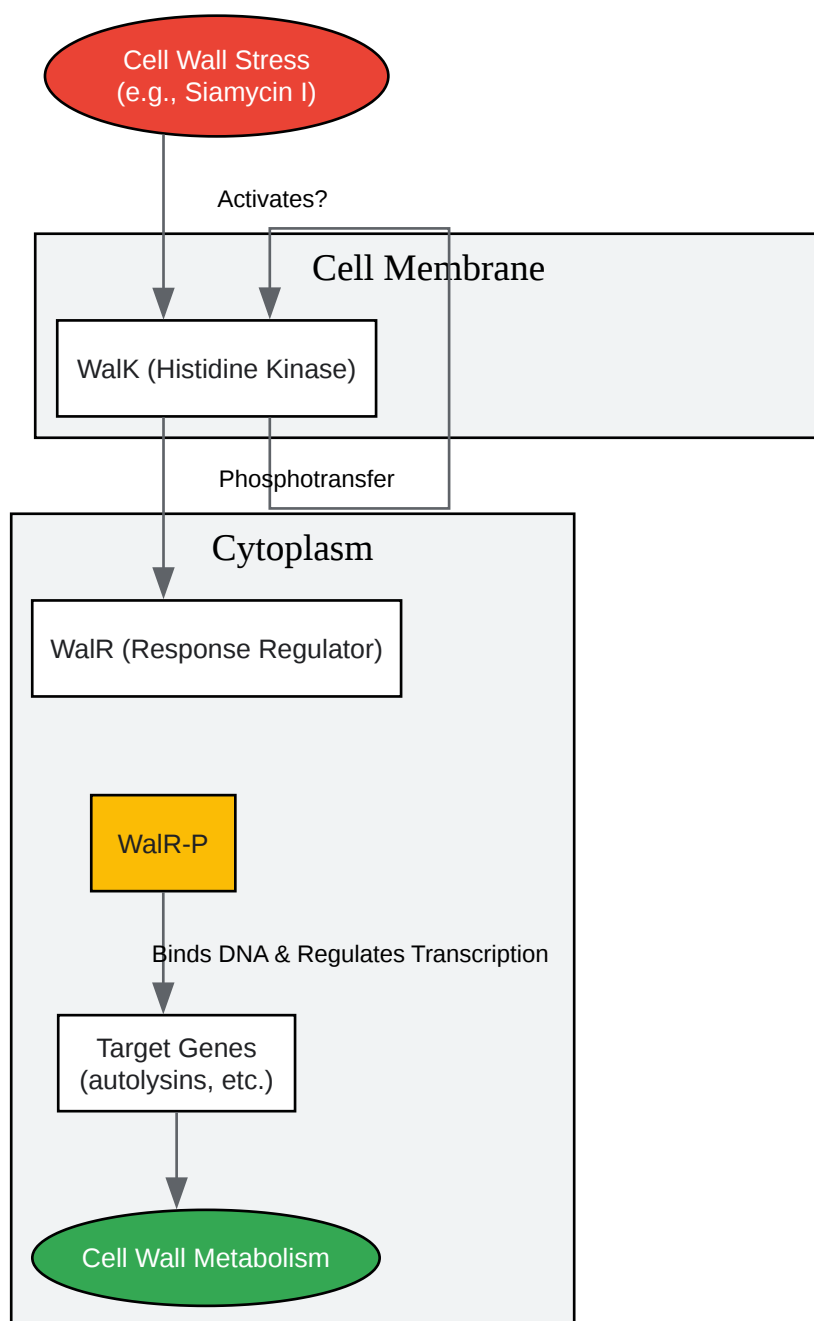 Cell Wall Stress
(e.g., Siamycin I)
Activates?
Cell Membrane
WalK (Histidine Kinase)
Phosphotransfer
Cytoplasm
WalR (Response Regulator)
WalR-P
Binds DNA & Regulates Transcription
Target Genes
(autolysins, etc.)
Cell Wall Metabolism